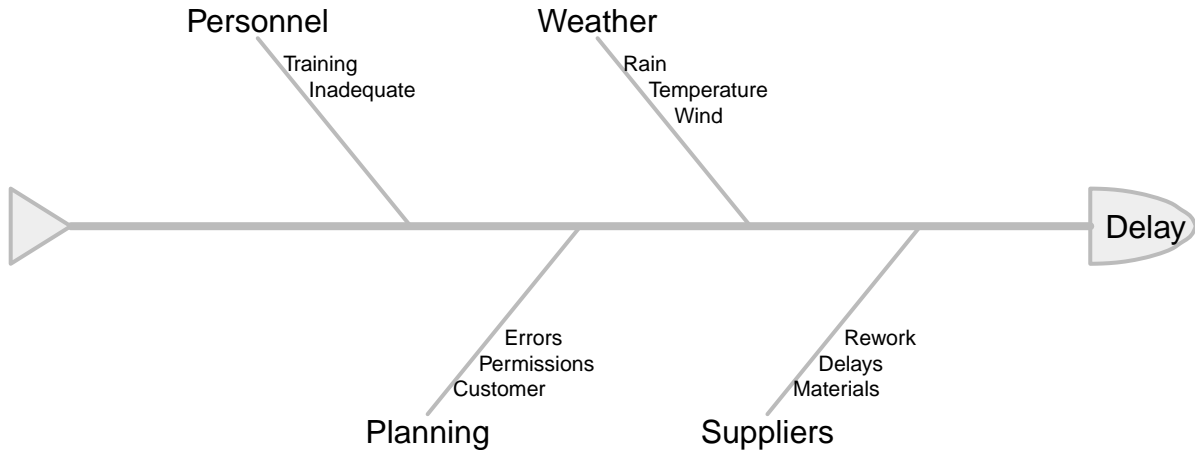 Personnel
Training
Inadequate
Weather
Rain
Temperature
Wind
Delay
Errors
Permissions
Customer
Planning
Rework
Delays
Materials
Suppliers